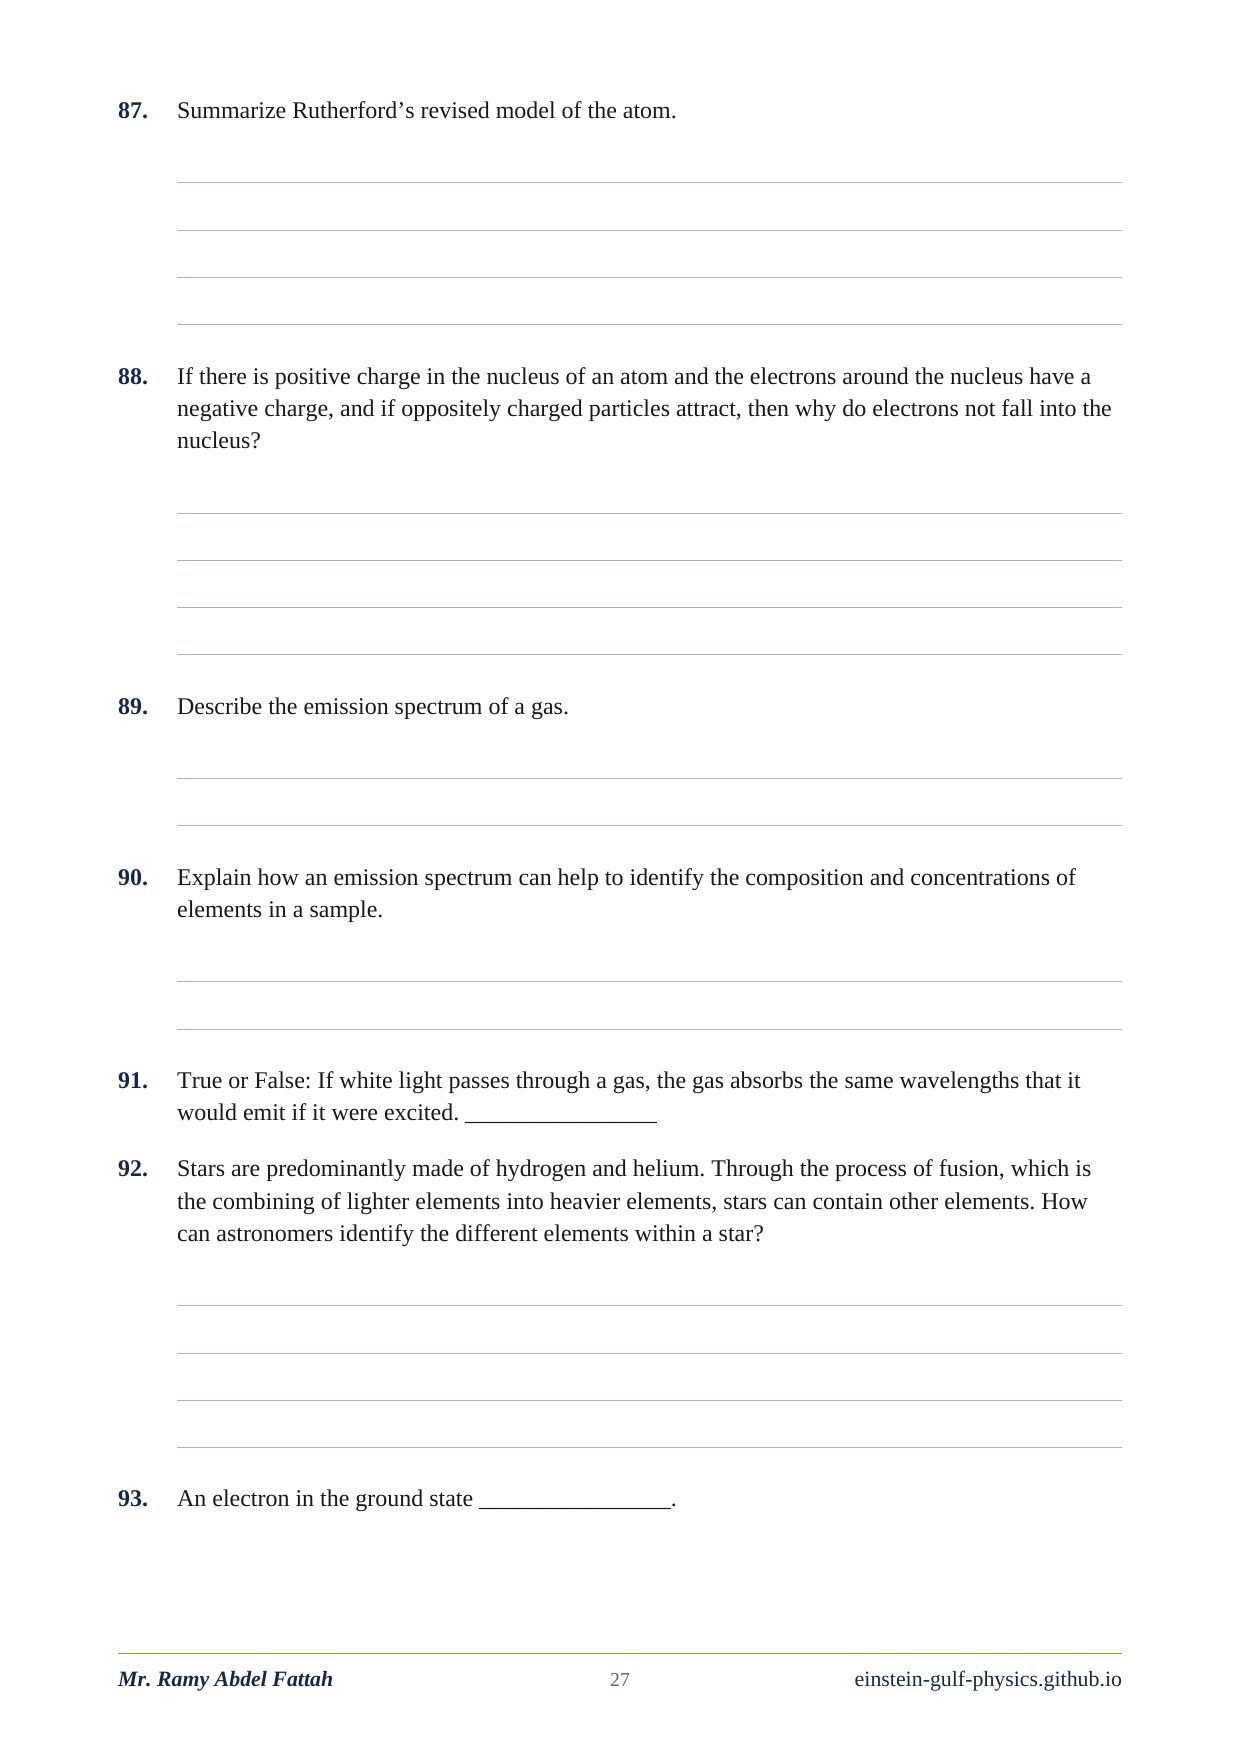 87. Summarize Rutherford’s revised model of the atom.
88. If there is positive charge in the nucleus of an atom and the electrons around the nucleus have a
negative charge, and if oppositely charged particles attract, then why do electrons not fall into the
nucleus?
89. Describe the emission spectrum of a gas.
90. Explain how an emission spectrum can help to identify the composition and concentrations of
elements in a sample.
91. True or False: If white light passes through a gas, the gas absorbs the same wavelengths that it
would emit if it were excited. ________________
92. Stars are predominantly made of hydrogen and helium. Through the process of fusion, which is
the combining of lighter elements into heavier elements, stars can contain other elements. How
can astronomers identify the different elements within a star?
93. An electron in the ground state ________________.
Mr. Ramy Abdel Fattah 27 einstein-gulf-physics.github.io